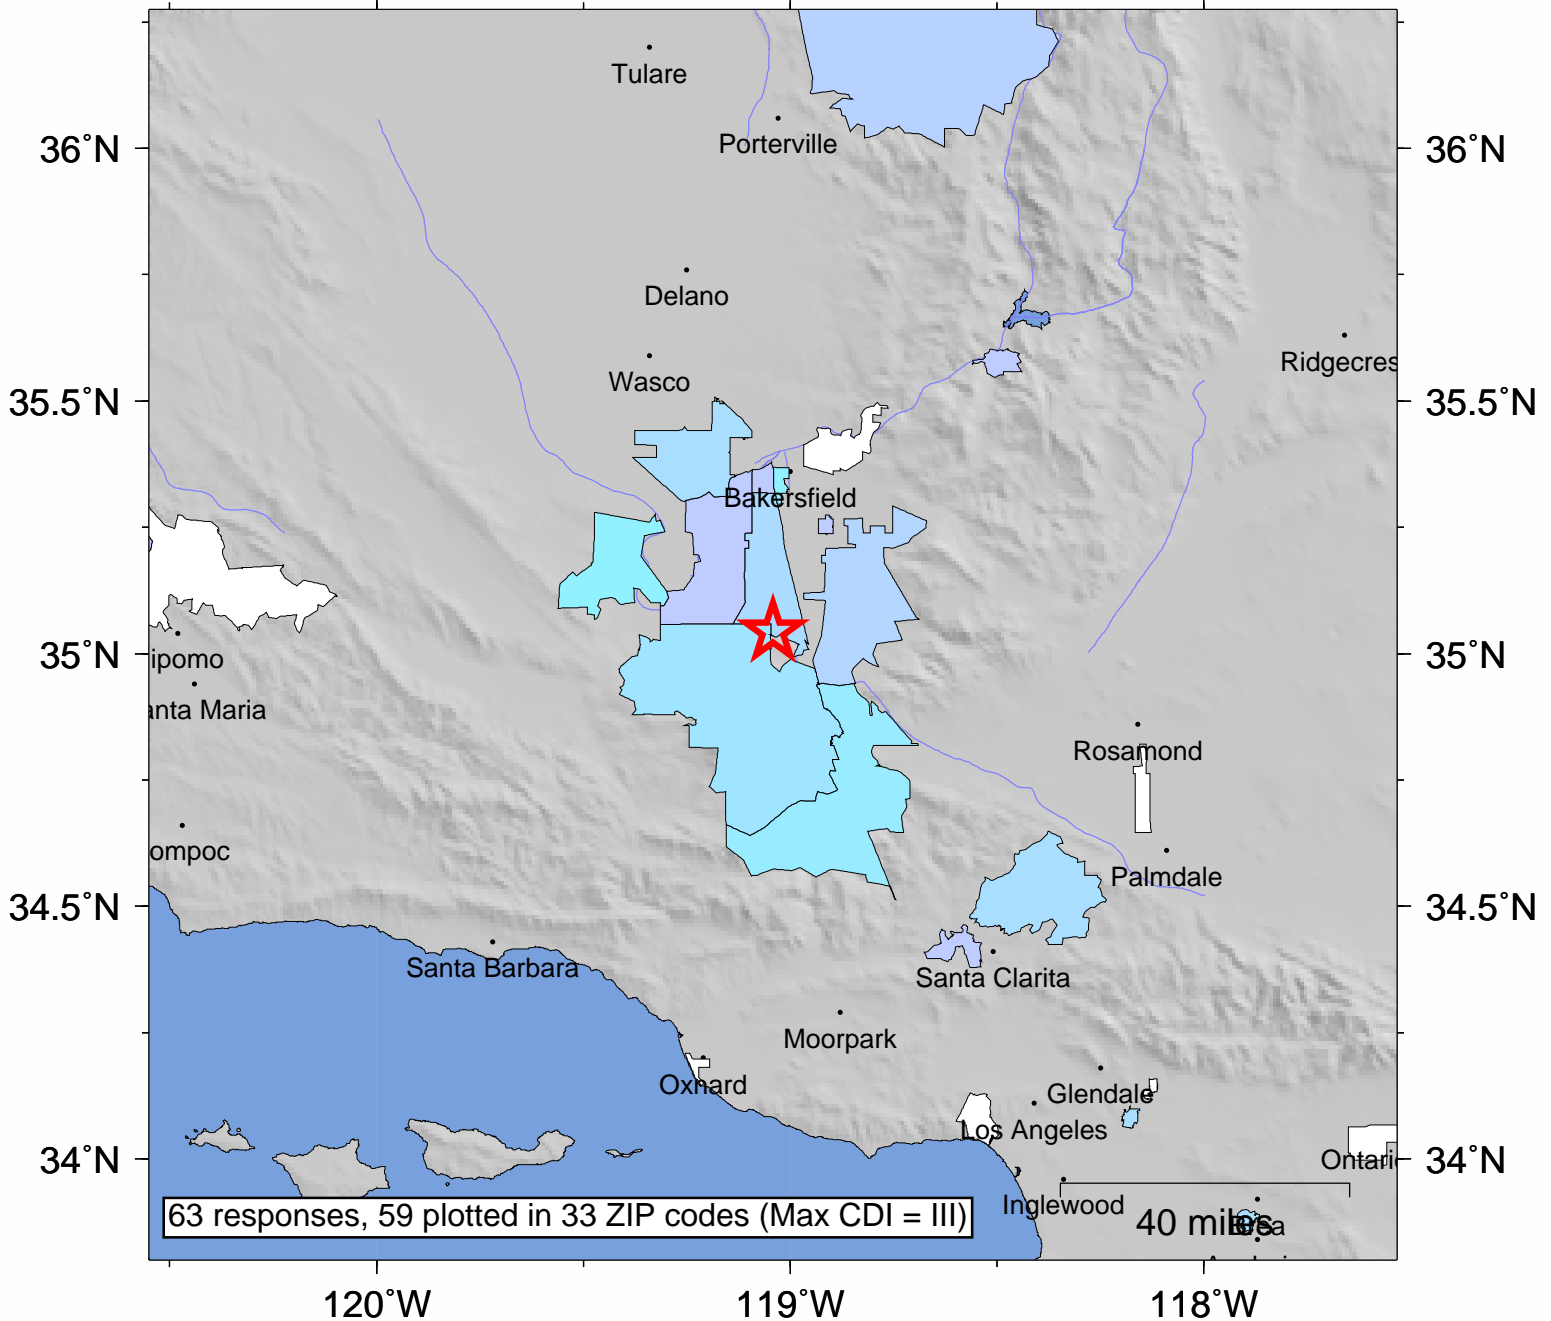 Tulare
Porterville
36˚N
36˚N
Delano
Ridgecres
Wasco
35.5˚N
35.5˚N
Bakersfield
35˚N
35˚N
ipomo
anta Maria
Rosamond
ompoc
Palmdale
34.5˚N
34.5˚N
Santa Barbara
Santa Clarita
Moorpark
Oxnard
Glendale
Los Angeles
34˚N
Ontario
34˚N
Inglewood
40 miles
Brea
63 responses, 59 plotted in 33 ZIP codes (Max CDI = III)
120˚W
119˚W
118˚W